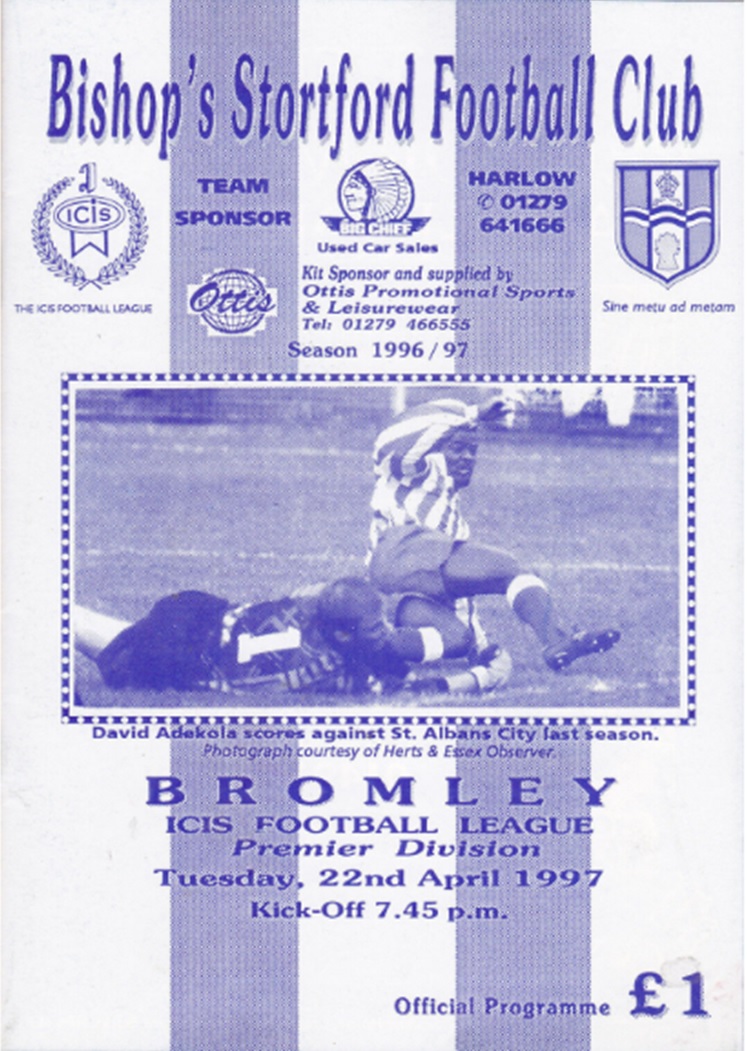 Bishop's Stortford Football Club
TEAM
SPONSOR
BIG CHIEF
Used Car Sales
HARLOW
✆ 01279
641666
icis
THE ICIS FOOTBALL LEAGUE
Ottis
Kit Sponsor and supplied by
Ottis Promotional Sports
& Leisurewear
Tel: 01279 466555
Sine metu ad metam
Season 1996/97
1
David Adekola scores against St. Albans City last season.
Photograph courtesy of Herts & Essex Observer.
BROMLEY
ICIS FOOTBALL LEAGUE
Premier Division
Tuesday, 22nd April 1997
Kick-Off 7.45 p.m.
Official Programme £1